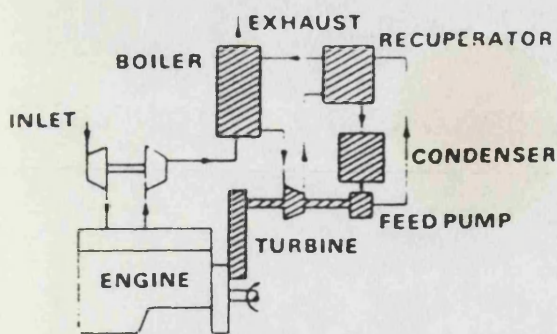 EXHAUST
RECUPERATOR
BOILER
INLET
CONDENSER
FEED PUMP
TURBINE
ENGINE